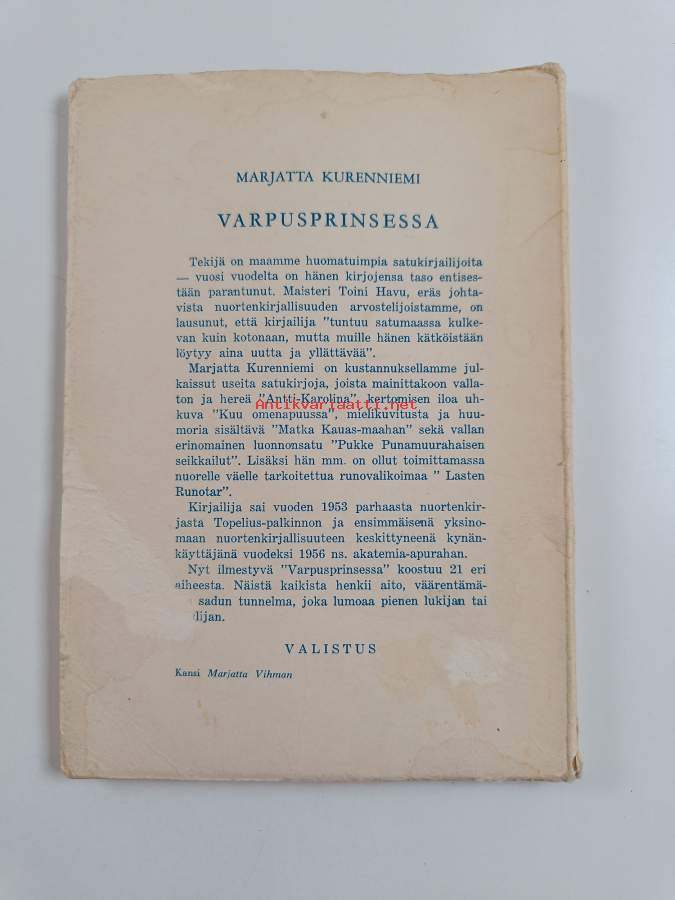 MARJATTA KURENNIEMI
VARPUSPRINSESSA
Tekijä on maamme huomatuimpia satukirjailijoita
— vuosi vuodelta on hänen kirjojensa taso entises-
tään parantunut. Maisteri Toini Havu, eräs johta-
vista nuortenkirjallisuuden arvostelijoistamme, on
lausunut, että kirjailija "tuntuu satumaassa kulke-
van kuin kotonaan, mutta muille hänen kätköistään
löytyy aina uutta ja yllättävää".
Marjatta Kurenniemi on kustannuksellamme jul-
kaissut useita satukirjoja, joista mainittakoon valla-
ton ja hereä "Antti-Karolina", kertomisen iloa uh-
Antikvariaatti.net
kuva "Kuu omenapuussa", mielikuvitusta ja huu-
moria sisältävä "Matka Kauas-maahan" sekä vallan
erinomainen luonnonsatu "Pukke Punamuurahaisen
seikkailut". Lisäksi hän mm. on ollut toimittamassa
nuorelle väelle tarkoitettua runovalikoimaa " Lasten
Runotar".
Kirjailija sai vuoden 1953 parhaasta nuortenkir-
jasta Topelius-palkinnon ja ensimmäisenä yksino-
maan nuortenkirjallisuuteen keskittyneenä kynän-
käyttäjänä vuodeksi 1956 ns. akatemia-apurahan.
Nyt ilmestyvä "Varpusprinsessa" koostuu 21 eri
aiheesta. Näistä kaikista henkii aito, väärentämä-
sadun tunnelma, joka lumoaa pienen lukijan tai
lijan.
VALISTUS
Kansi Marjatta Vihman